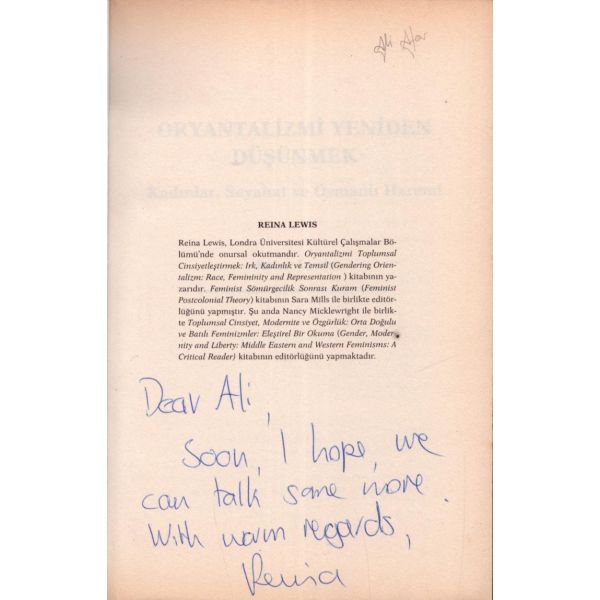 Ali
ORYANTALİZMİ YENİDEN
DÜŞÜNMEK
Kadınlar, Seyahat ve Osmanlı Haremi
REINA LEWIS
Reina Lewis, Londra Üniversitesi Kültürel Çalışmalar Bö-
lümü'nde onursal okutmandır. Oryantalizmi Toplumsal
Cinsiyetleştirmek: Irk, Kadınlık ve Temsil (Gendering Orien-
talizm: Race, Femininity and Representation ) kitabının ya-
zarıdır. Feminist Sömürgecilik Sonrası Kuram (Feminist
Postcolonial Theory) kitabının Sara Mills ile birlikte editör-
lüğünü yapmıştır. Şu anda Nancy Micklewright ile birlik-
te Toplumsal Cinsiyet, Modernite ve Özgürlük: Orta Doğulu
ve Batılı Feminizmler: Eleştirel Bir Okuma (Gender, Moder-
nity and Liberty: Middle Eastern and Western Feminisms: A
Critical Reader) kitabının editörlüğünü yapmaktadır.
Dear Ali,
Soon, I hope, we
can talk some more.
With warm regards,
Reina